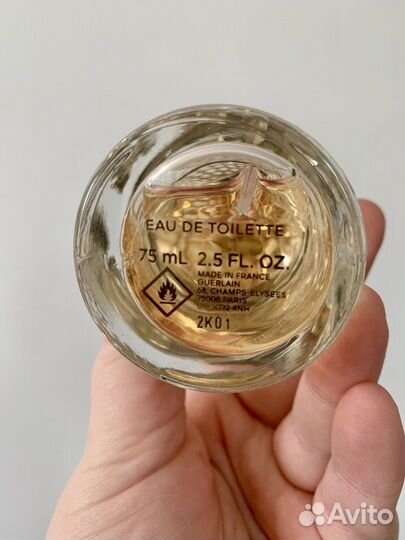 EAU DE TOILETTE
75 mL 2.5 FL. OZ.
MADE IN FRANCE
GUERLAIN
68, CHAMPS-ELYSEES
75008 PARIS
2K01
Avito